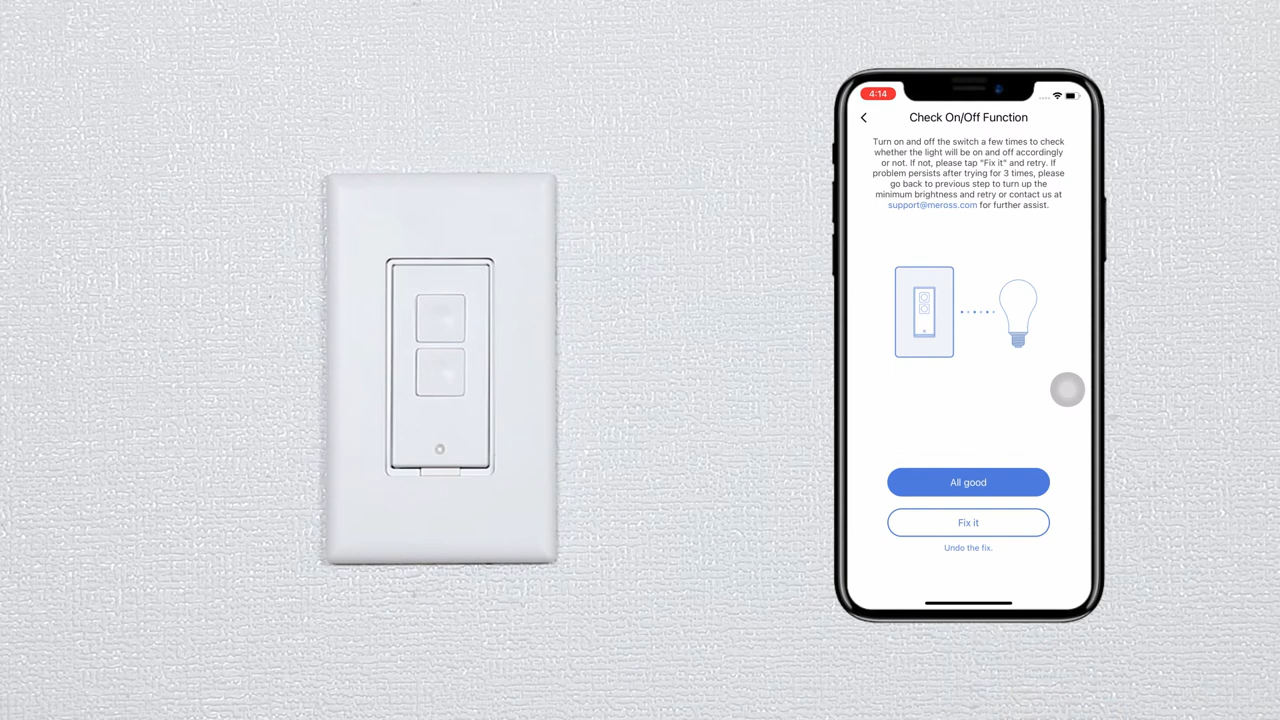 4:14
Check On/Off Function
Turn on and off the switch a few times to check
whether the light will be on and off accordingly
or not. If not, please tap "Fix it" and retry. If
problem persists after trying for 3 times, please
go back to previous step to turn up the
minimum brightness and retry or contact us at
support@meross.com for further assist.
All good
Fix it
Undo the fix.